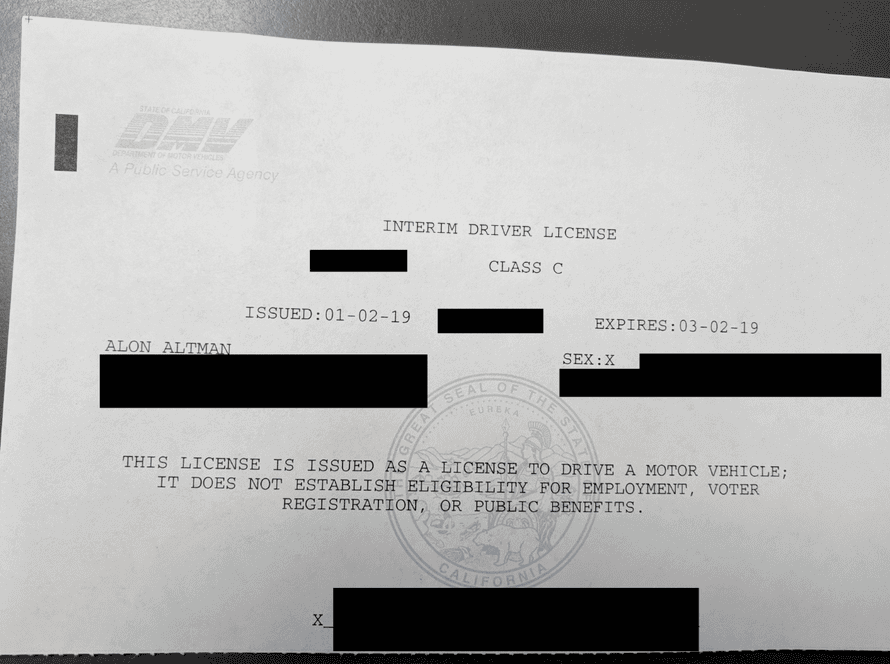 STATE OF CALIFORNIA
DMV
DEPARTMENT OF MOTOR VEHICLES
A Public Service Agency
INTERIM DRIVER LICENSE
CLASS C
ISSUED:01-02-19 EXPIRES:03-02-19
ALON ALTMAN
SEX:X
THE GREAT SEAL OF THE STATE
EUREKA
THIS LICENSE IS ISSUED AS A LICENSE TO DRIVE A MOTOR VEHICLE;
IT DOES NOT ESTABLISH ELIGIBILITY FOR EMPLOYMENT, VOTER
REGISTRATION, OR PUBLIC BENEFITS.
CALIFORNIA
X_